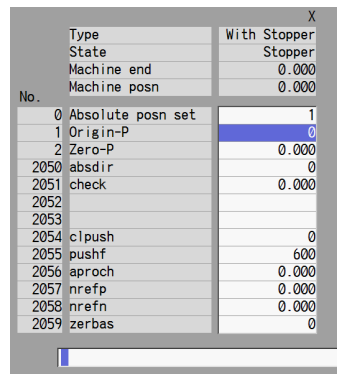 X
Type With Stopper
State Stopper
Machine end 0.000
Machine posn 0.000
No.
0 Absolute posn set 1
1 Origin-P 0
2 Zero-P 0.000
2050 absdir 0
2051 check 0.000
2052
2053
2054 clpush 0
2055 pushf 600
2056 aproch 0.000
2057 nrefp 0.000
2058 nrefn 0.000
2059 zerbas 0